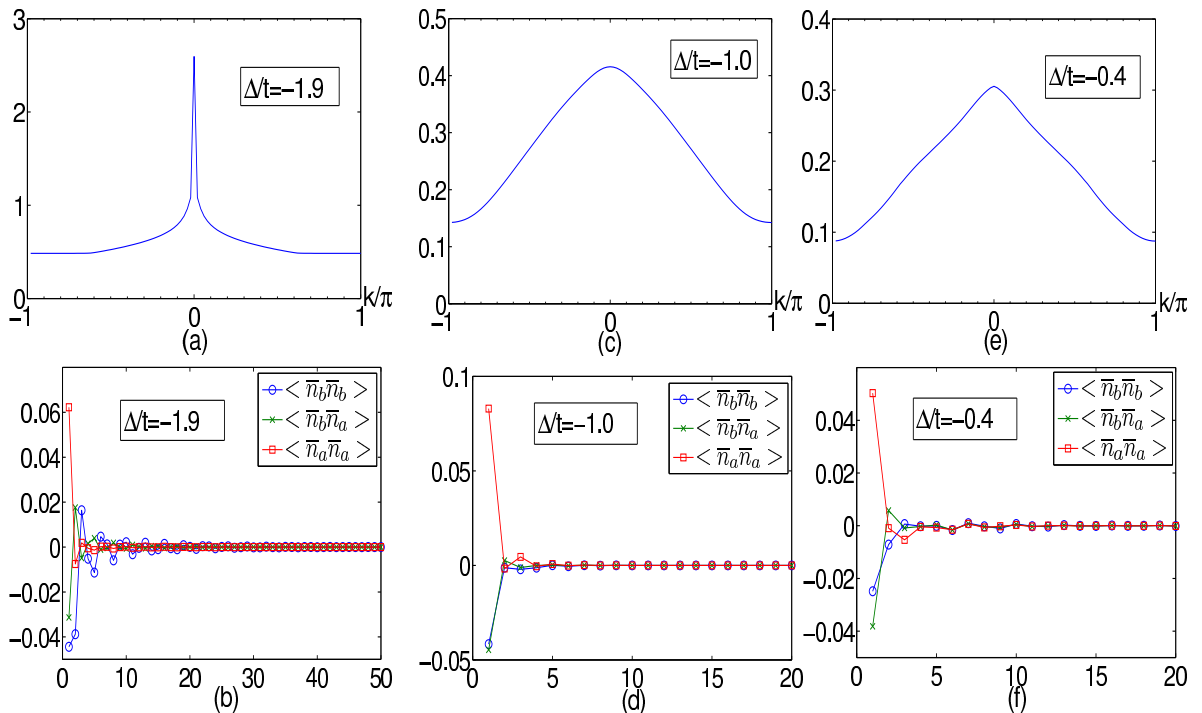 3
2
1
0
Δ/t=−1.9
−1
0
1
k/π
(a)
0.5
0.4
0.3
0.2
0.1
0.0
Δ/t=−1.0
−1
0
1
k/π
(c)
0.4
0.3
0.2
0.1
0
Δ/t=−0.4
−1
0
1
k/π
(e)
0.06
0.04
0.02
0
−0.02
−0.04
Δ/t=−1.9
< n̅_b n̅_b >
< n̅_b n̅_a >
< n̅_a n̅_a >
0 10 20 30 40 50
(b)
0.1
0.05
0
−0.05
Δ/t=−1.0
< n̅_b n̅_b >
< n̅_b n̅_a >
< n̅_a n̅_a >
0 5 10 15 20
(d)
0.04
0.02
0
−0.02
−0.04
Δ/t=−0.4
< n̅_b n̅_b >
< n̅_b n̅_a >
< n̅_a n̅_a >
0 5 10 15 20
(f)